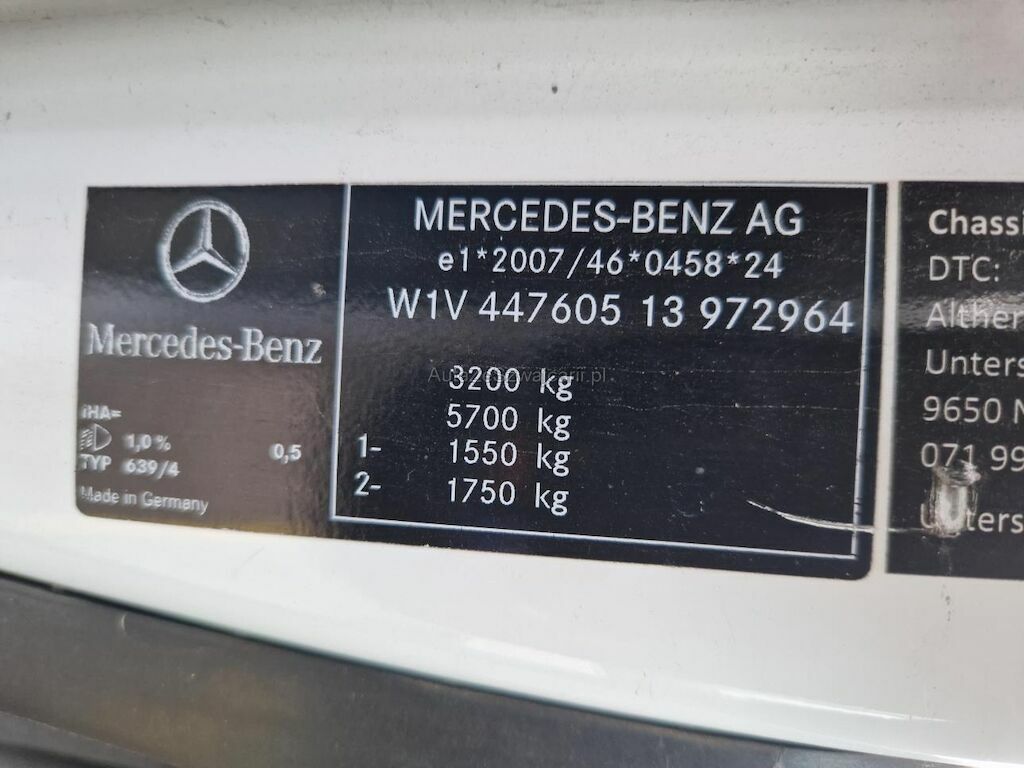 Mercedes-Benz
iHA=
1,0%
0,5
TYP 639/4
Made in Germany
MERCEDES-BENZ AG
e1*2007/46*0458*24
W1V 447605 13 972964
3200 kg
5700 kg
1- 1550 kg
2- 1750 kg
Chassi
DTC:
Alther
Unters
9650 N
071 99
Unters